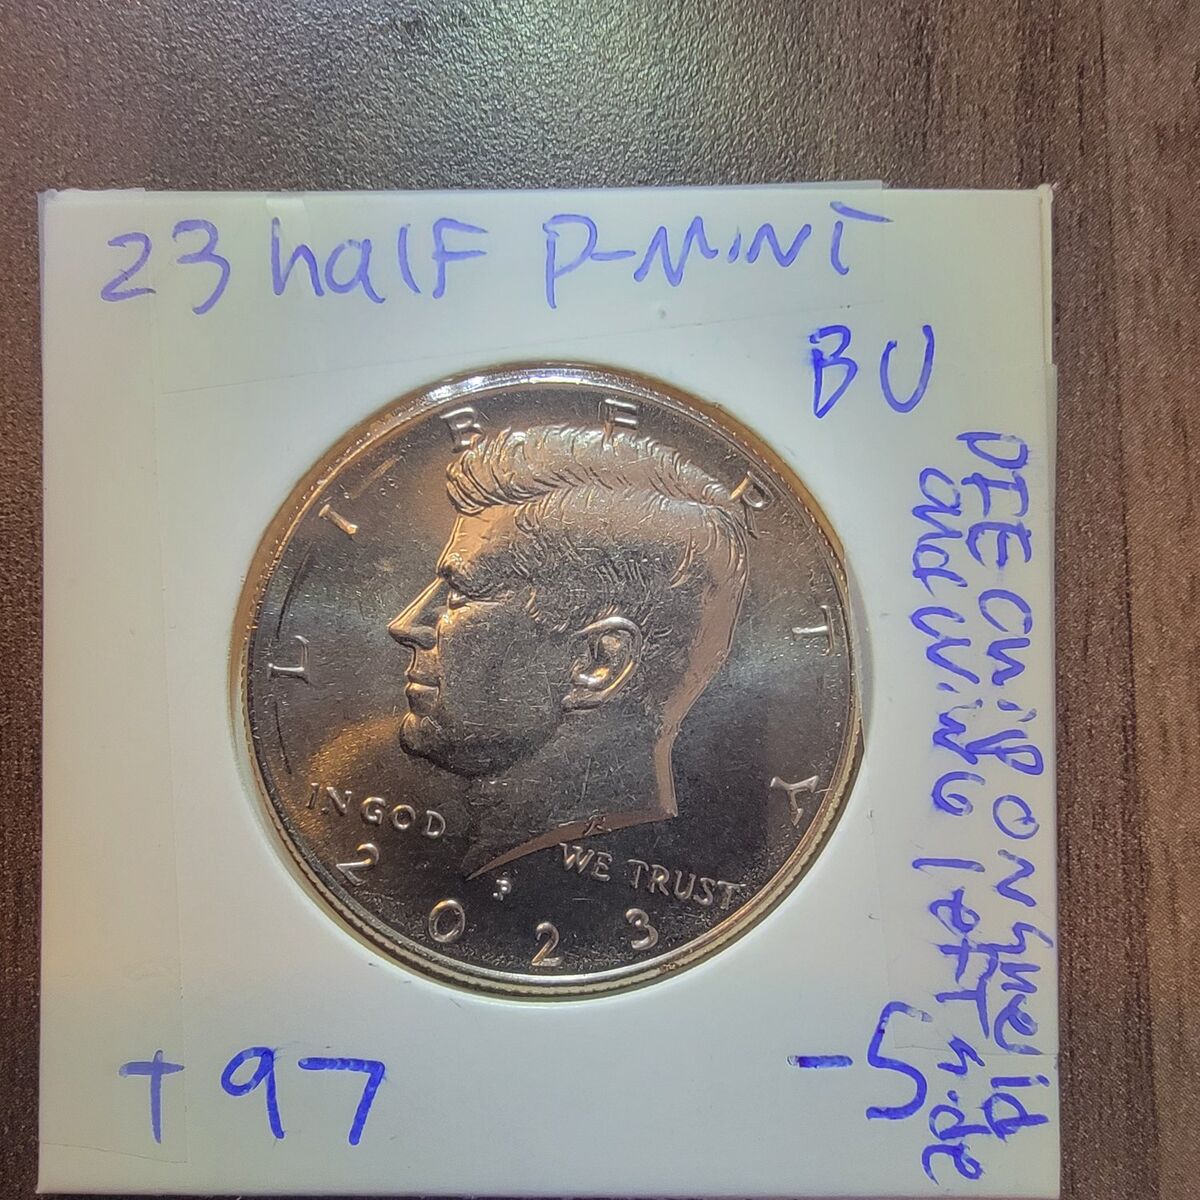 23 half P-MINT
BU
DIE Chip ON Shield
and WING left side
LIBERTY
IN GOD
WE TRUST
P
2023
+97
-5